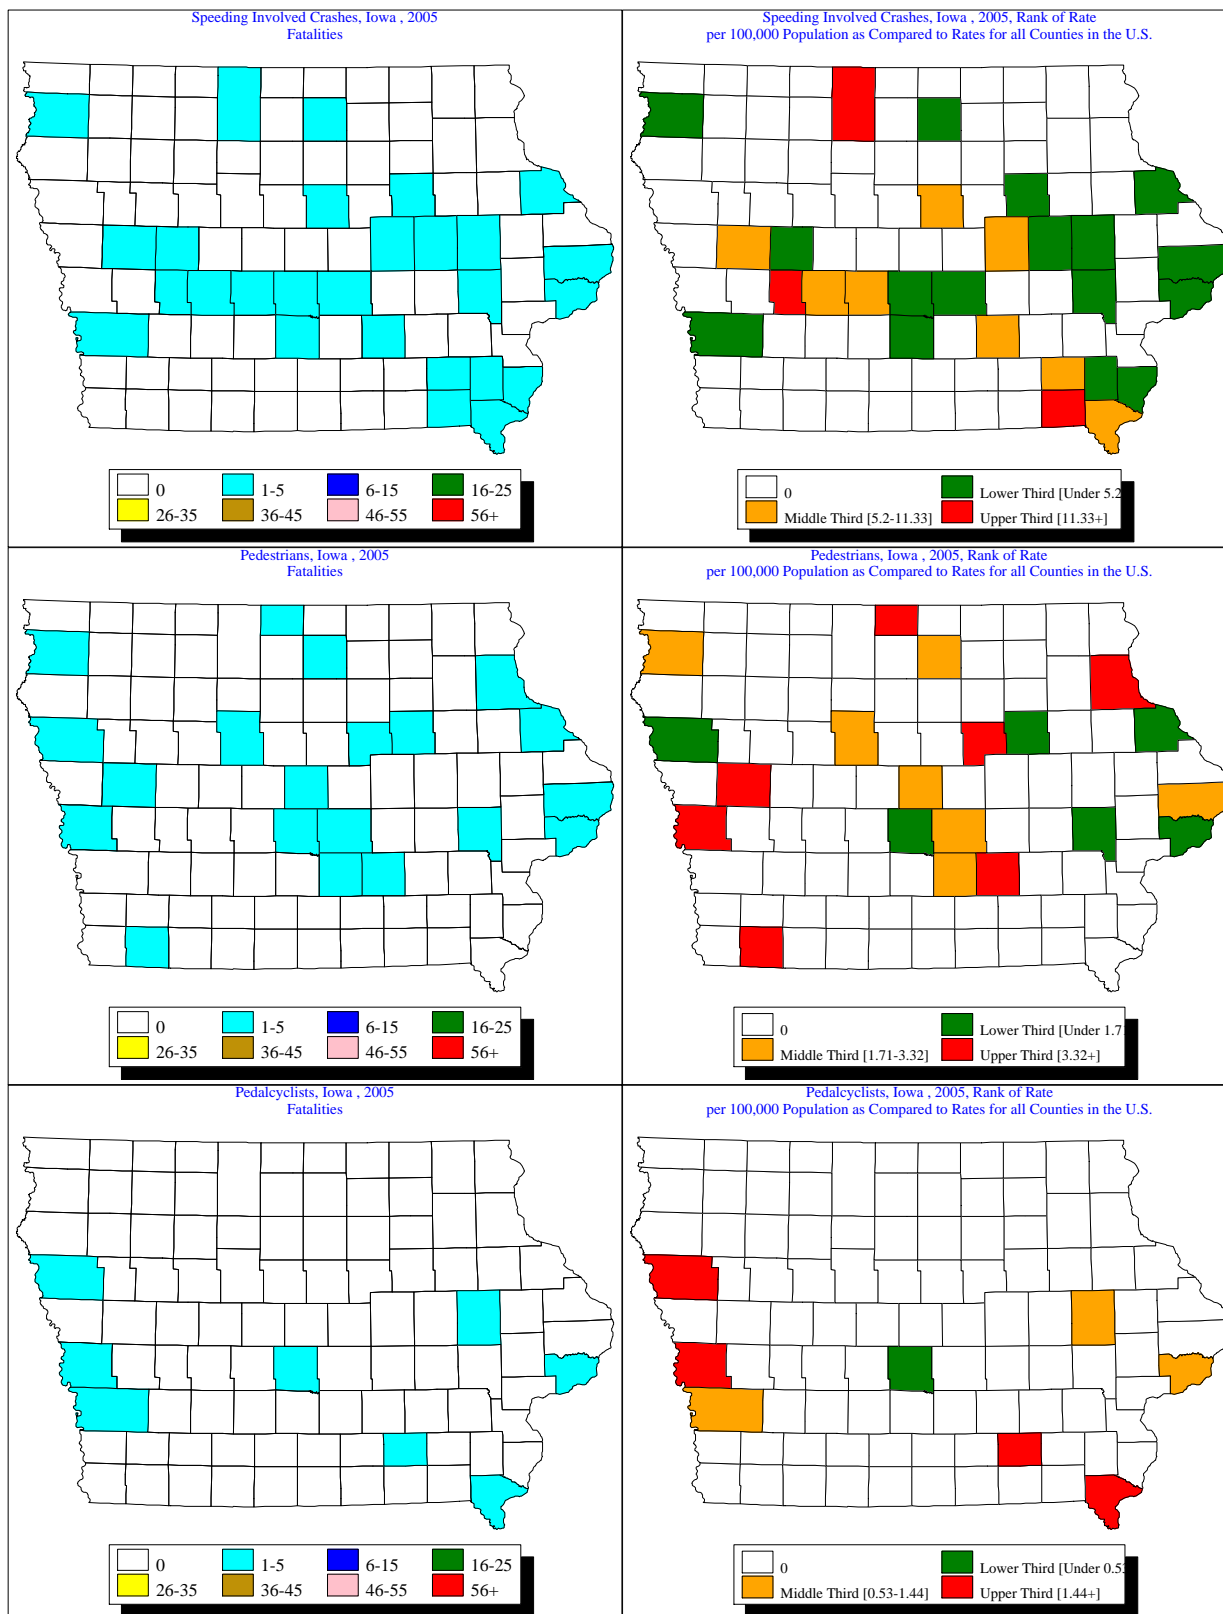 Speeding Involved Crashes, Iowa , 2005
Fatalities
0
1-5
6-15
16-25
26-35
36-45
46-55
56+
Speeding Involved Crashes, Iowa , 2005, Rank of Rate
per 100,000 Population as Compared to Rates for all Counties in the U.S.
0
Lower Third [Under 5.2
Middle Third [5.2-11.33]
Upper Third [11.33+]
Pedestrians, Iowa , 2005
Fatalities
0
1-5
6-15
16-25
26-35
36-45
46-55
56+
Pedestrians, Iowa , 2005, Rank of Rate
per 100,000 Population as Compared to Rates for all Counties in the U.S.
0
Lower Third [Under 1.7
Middle Third [1.71-3.32]
Upper Third [3.32+]
Pedalcyclists, Iowa , 2005
Fatalities
0
1-5
6-15
16-25
26-35
36-45
46-55
56+
Pedalcyclists, Iowa , 2005, Rank of Rate
per 100,000 Population as Compared to Rates for all Counties in the U.S.
0
Lower Third [Under 0.53
Middle Third [0.53-1.44]
Upper Third [1.44+]